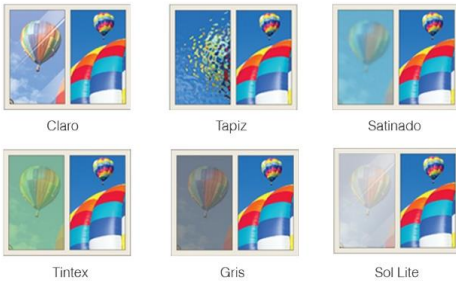 Claro
Tapiz
Satinado
Tintex
Gris
Sol Lite